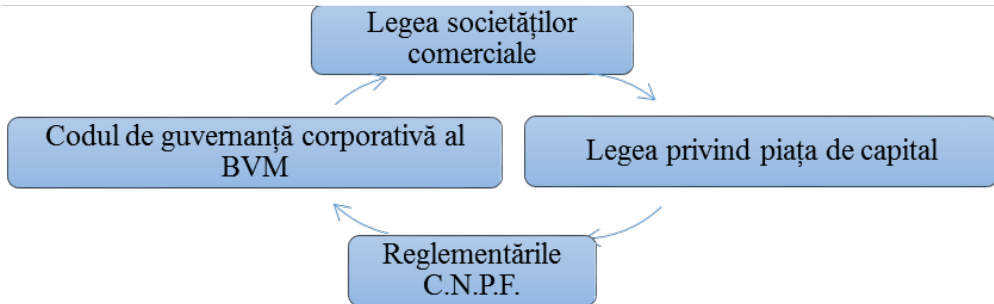 Legea societăților
comerciale
Codul de guvernanță corporativă al
BVM
Legea privind piața de capital
Reglementările
C.N.P.F.